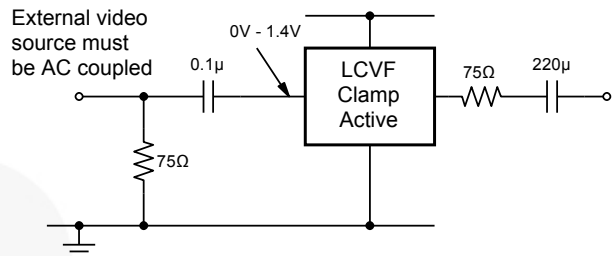 External video
source must
be AC coupled
0V - 1.4V
0.1µ
LCVF
Clamp
Active
75Ω
220µ
75Ω